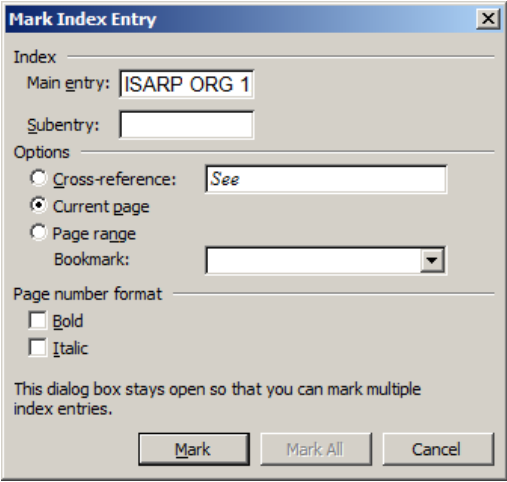 Mark Index Entry
Index
Main entry: ISARP ORG 1
Subentry:
Options
Cross-reference: See
Current page
Page range
Bookmark:
Page number format
Bold
Italic
This dialog box stays open so that you can mark multiple
index entries.
Mark Mark All Cancel